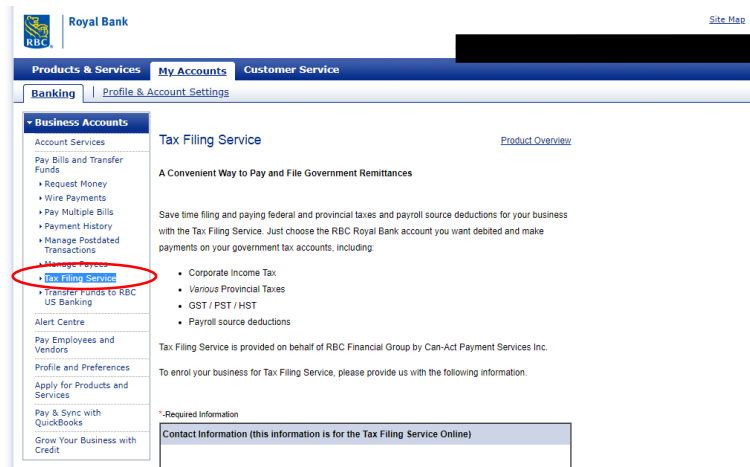 Royal Bank
RBC
Site Map
Products & Services
My Accounts
Customer Service
Banking
Profile & Account Settings
Business Accounts
Account Services
Pay Bills and Transfer
Funds
Request Money
Wire Payments
Pay Multiple Bills
Payment History
Manage Postdated
Transactions
Manage Payees
Tax Filing Service
Transfer Funds to RBC
US Banking
Alert Centre
Pay Employees and
Vendors
Profile and Preferences
Apply for Products and
Services
Pay & Sync with
QuickBooks
Grow Your Business with
Credit
Tax Filing Service
Product Overview
A Convenient Way to Pay and File Government Remittances
Save time filing and paying federal and provincial taxes and payroll source deductions for your business
with the Tax Filing Service. Just choose the RBC Royal Bank account you want debited and make
payments on your government tax accounts, including:
Corporate Income Tax
Various Provincial Taxes
GST / PST / HST
Payroll source deductions
Tax Filing Service is provided on behalf of RBC Financial Group by Can-Act Payment Services Inc.
To enrol your business for Tax Filing Service, please provide us with the following information.
*-Required Information
Contact Information (this information is for the Tax Filing Service Online)